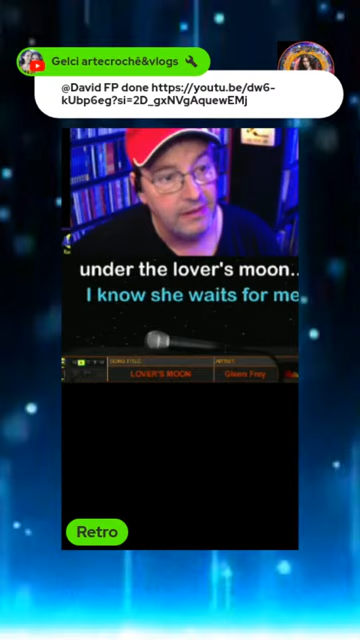 Gelci artecrochê&vlogs
@David FP done https://youtu.be/dw6-
kUbp6eg?si=2D_gxNVgAquewEMj
under the lover's moon..
I know she waits for me
SONG TITLE:
ARTIST:
LOVER'S MOON
Glenn Frey
Retro